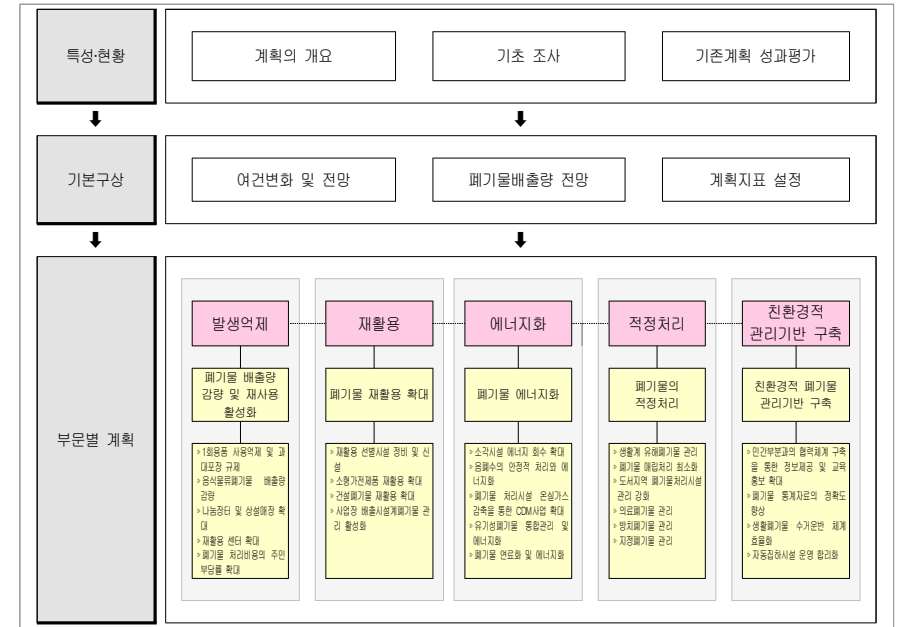 특성·현황
계획의 개요
기초 조사
기존계획 성과평가
기본구상
여건변화 및 전망
폐기물배출량 전망
계획지표 설정
부문별 계획
발생억제
폐기물 배출량
감량 및 재사용
활성화
▷1회용품 사용억제 및 과
대포장 규제
▷음식물류폐기물 배출량
감량
▷나눔장터 및 상설매장 확
대
▷재활용 센터 확대
▷폐기물 처리비용의 주민
부담률 확대
재활용
폐기물 재활용 확대
▷재활용 선별시설 정비 및 신
설
▷소형가전제품 재활용 확대
▷건설폐기물 재활용 확대
▷사업장 배출시설계폐기물 관
리 활성화
에너지화
폐기물 에너지화
▷소각시설 에너지 회수 확대
▷음폐수의 안정적 처리와 에
너지화
▷폐기물 처리시설 온실가스
감축을 통한 CDM사업 확대
▷유기성폐기물 통합관리 및
에너지화
▷폐기물 연료화 및 에너지화
적정처리
폐기물의
적정처리
▷생활계 유해폐기물 관리
▷폐기물 매립처리 최소화
▷도서지역 폐기물처리시설
관리 강화
▷의료폐기물 관리
▷방치폐기물 관리
▷지정폐기물 관리
친환경적
관리기반 구축
친환경적 폐기물
관리기반 구축
▷민간부분과의 협력체계 구축
을 통한 정보제공 및 교육
홍보 확대
▷폐기물 통계자료의 정확도
향상
▷생활폐기물 수거운반 체계
효율화
▷자동집하시설 운영 합리화